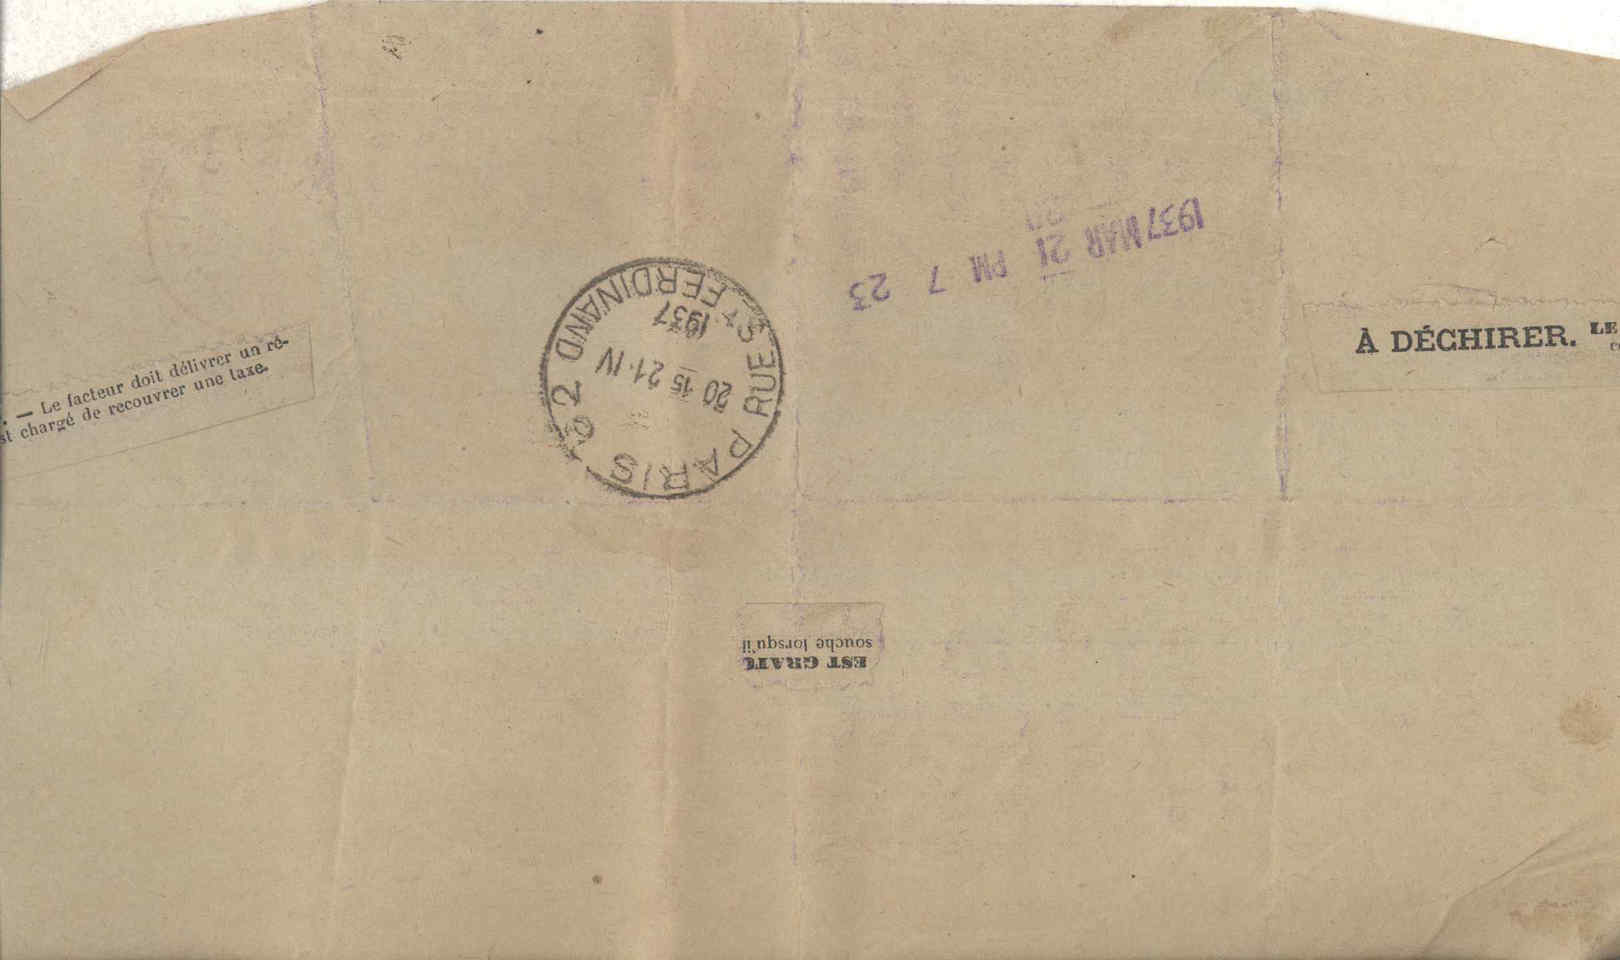 1937 MAR 21 PM 7 23
PARIS 62
RUE St FERDINAND
20 15 21·IV
1937
À DÉCHIRER. LE
— Le facteur doit délivrer un ré-
st chargé de recouvrer une taxe.
EST GRATU
souche lorsqu'il